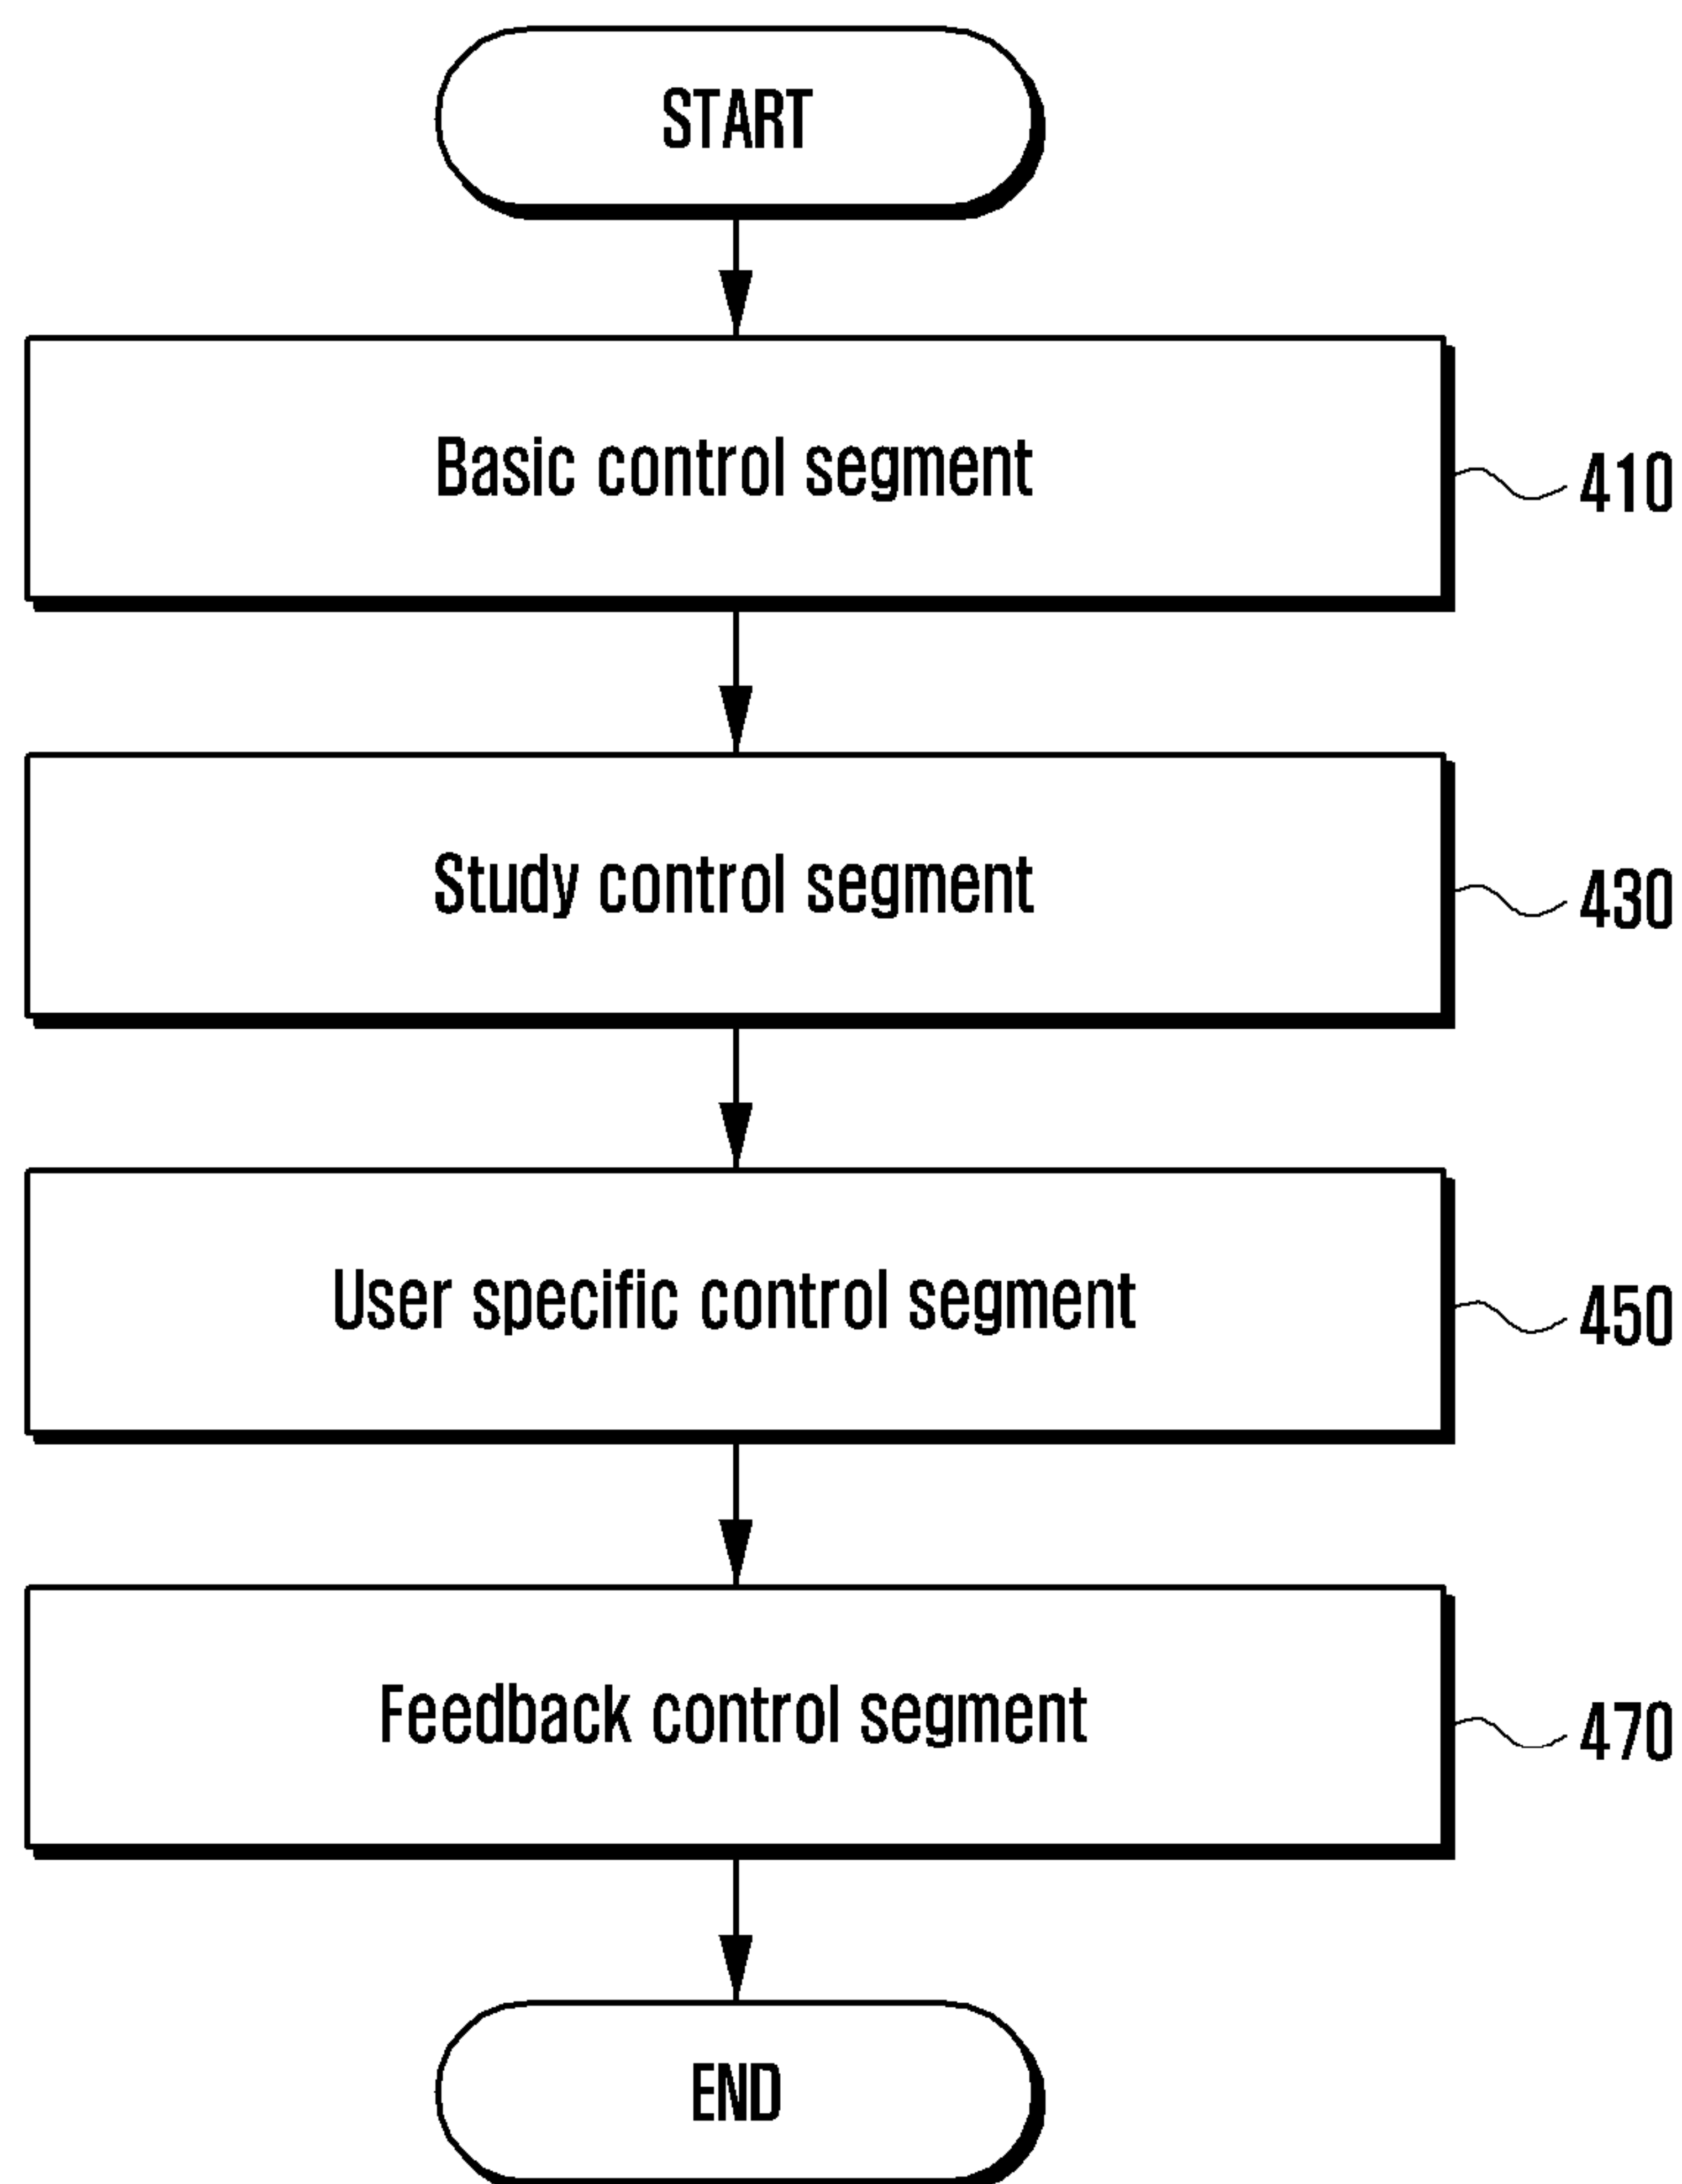 START
Basic control segment
410
Study control segment
430
User specific control segment
450
Feedback control segment
470
END